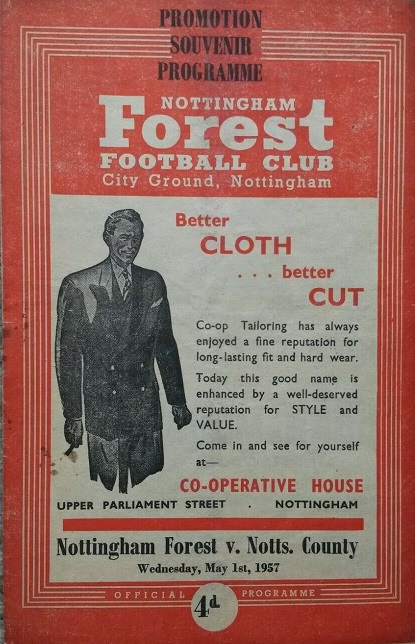 PROMOTION
SOUVENIR
PROGRAMME
NOTTINGHAM
Forest
FOOTBALL CLUB
City Ground, Nottingham
Better
CLOTH
. . . better
CUT
Co-op Tailoring has always
enjoyed a fine reputation for
long-lasting fit and hard wear.
Today this good name is
enhanced by a well-deserved
reputation for STYLE and
VALUE.
Come in and see for yourself
at—
CO-OPERATIVE HOUSE
UPPER PARLIAMENT STREET . NOTTINGHAM
Nottingham Forest v. Notts. County
Wednesday, May 1st, 1957
OFFICIAL 4d. PROGRAMME